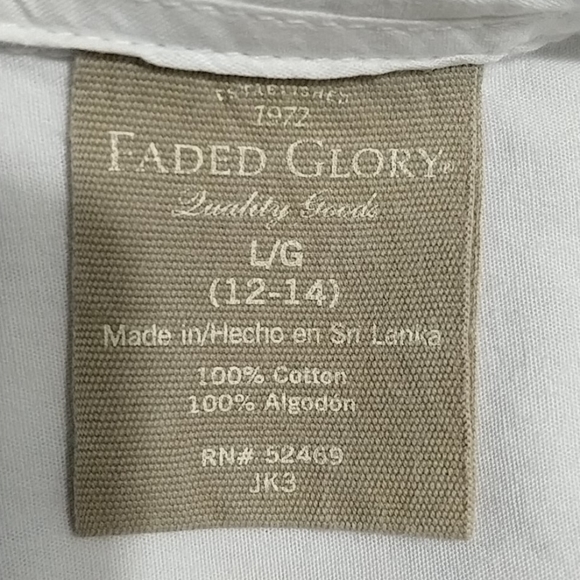 ESTABLISHED
1972
FADED GLORY®
Quality Goods
L/G
(12-14)
Made in/Hecho en Sri Lanka
100% Cotton
100% Algodón
RN# 52469
JK3